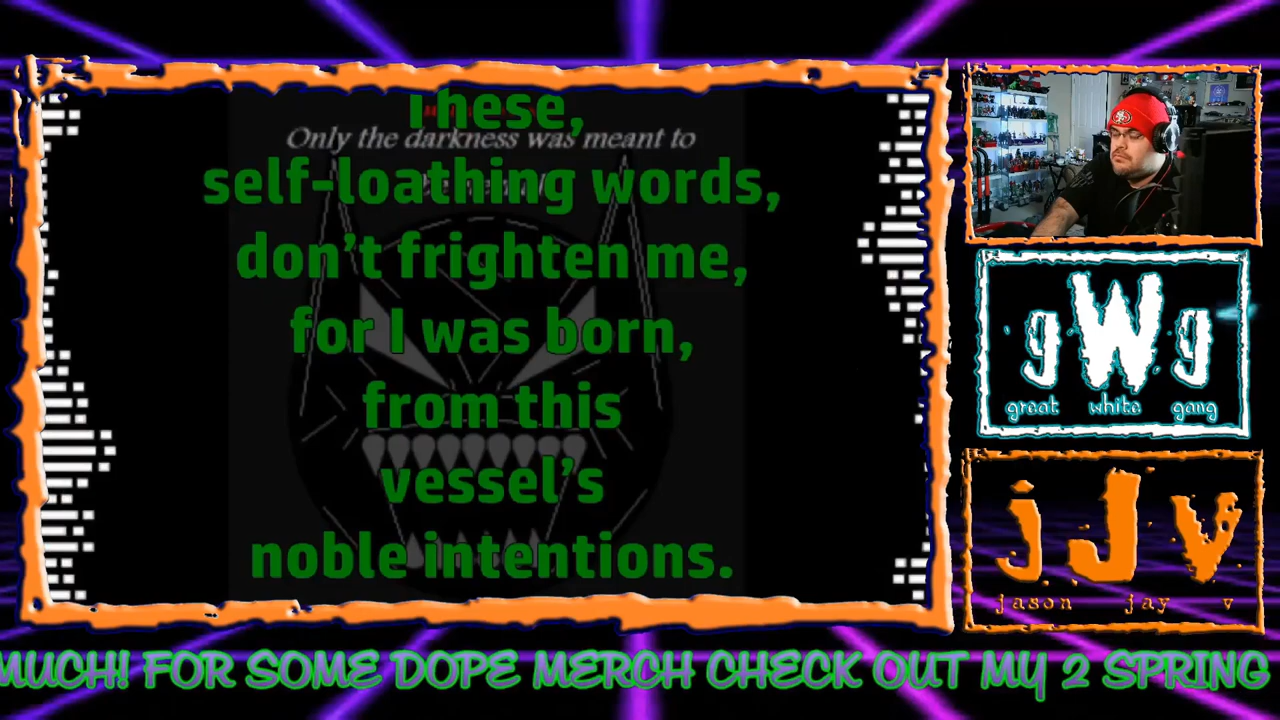 These,
Only the darkness was meant to
self-loathing words,
don't frighten me,
for I was born,
from this
vessel's
noble intentions.
gWg
great white gang
jJv
jason jay v
MUCH! FOR SOME DOPE MERCH CHECK OUT MY 2 SPRING